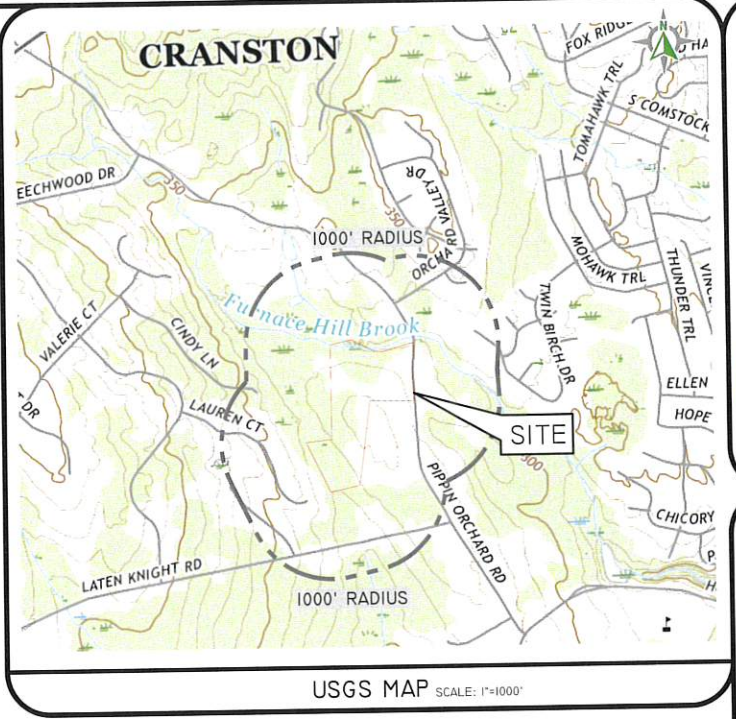 CRANSTON
N
FOX RIDG
TOMAHAWK TRL
S COMSTOCK
EECHWOOD DR
350
350
ORCHARD VALLEY DR
1000' RADIUS
MOHAWK TRL
THUNDER TRL
VINC
Furnace Hill Brook
TWIN BIRCH DR
VALERIE CT
CINDY LN
ELLEN
DR
LAUREN CT
HOPE
SITE
300
PIPPIN ORCHARD RD
CHICORY
LATEN KNIGHT RD
P
H
1000' RADIUS
USGS MAP SCALE: 1"=1000'